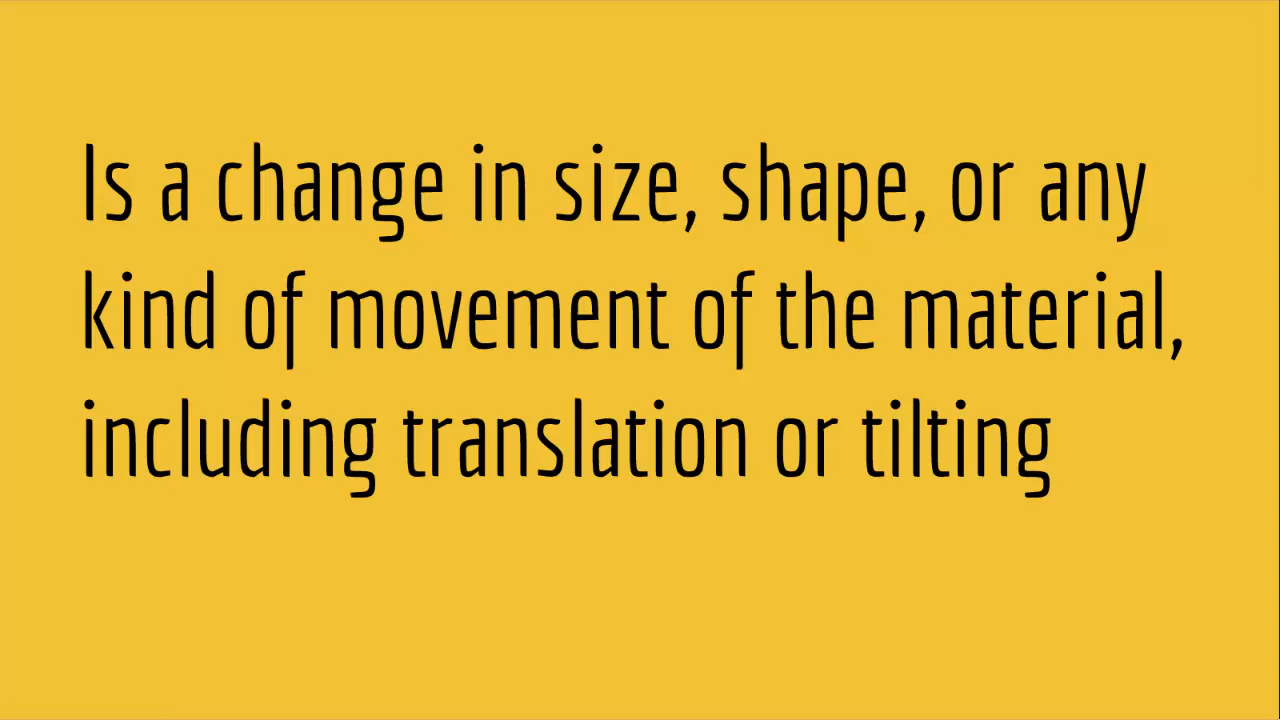 Is a change in size, shape, or any
kind of movement of the material,
including translation or tilting